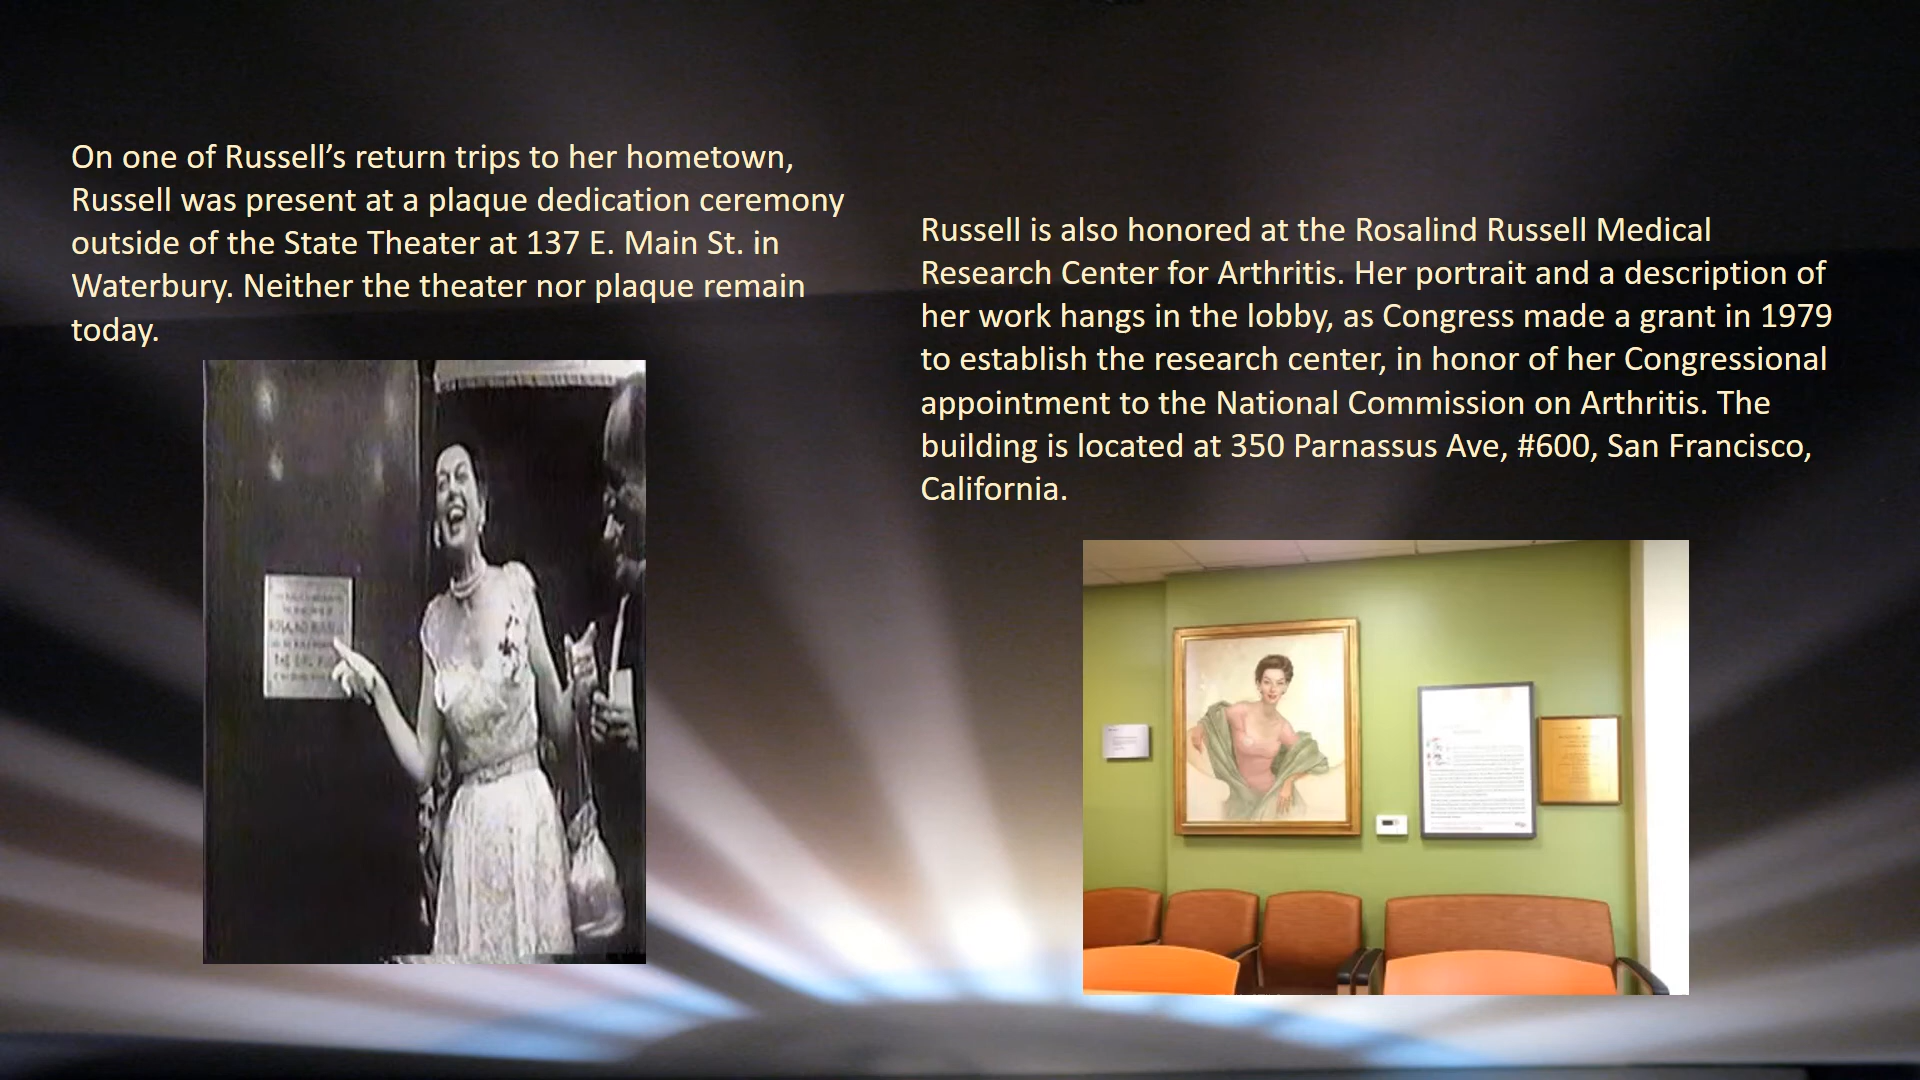 On one of Russell’s return trips to her hometown,
Russell was present at a plaque dedication ceremony
outside of the State Theater at 137 E. Main St. in
Waterbury. Neither the theater nor plaque remain
today.
Russell is also honored at the Rosalind Russell Medical
Research Center for Arthritis. Her portrait and a description of
her work hangs in the lobby, as Congress made a grant in 1979
to establish the research center, in honor of her Congressional
appointment to the National Commission on Arthritis. The
building is located at 350 Parnassus Ave, #600, San Francisco,
California.